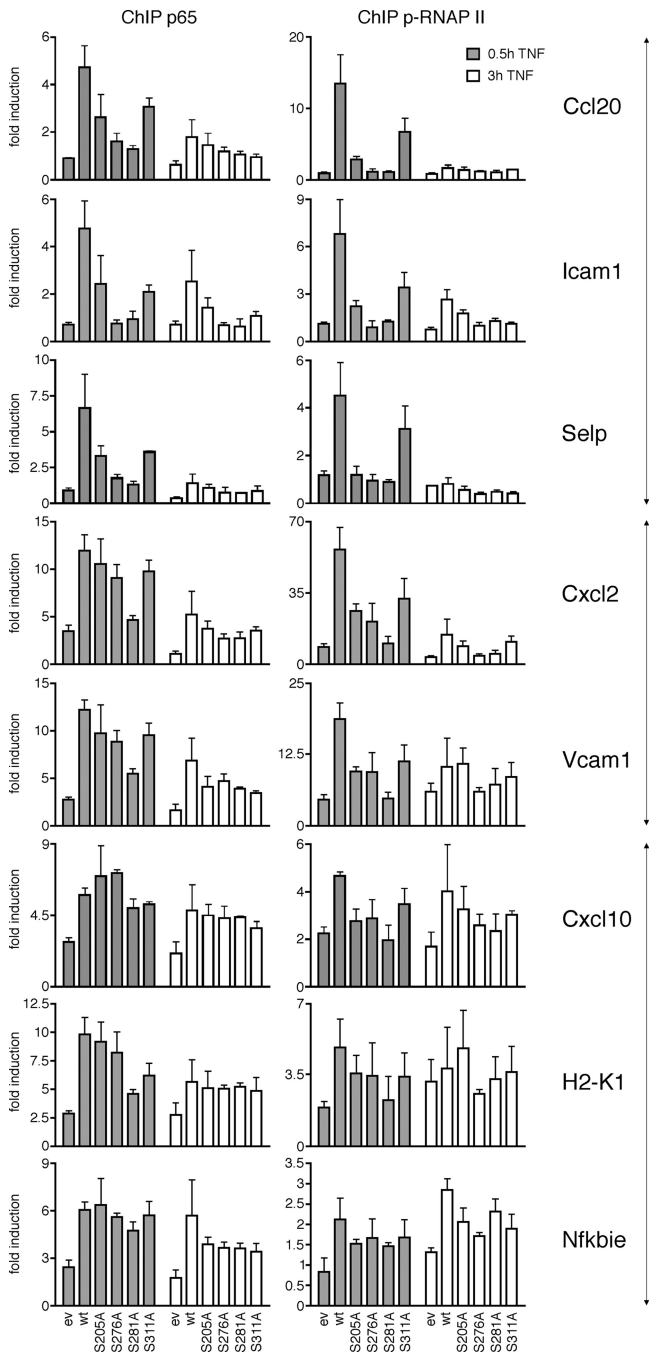 ChIP p65
ChIP p-RNAP II
0.5h TNF
3h TNF
fold induction
6
4
2
0
20
10
0
Ccl20
fold induction
6
4
2
0
9
6
3
0
Icam1
fold induction
10
7.5
5
2.5
0
6
4
2
0
Selp
fold induction
15
10
5
0
70
35
0
Cxcl2
fold induction
15
10
5
0
25
12.5
0
Vcam1
fold induction
9
4.5
0
6
4
2
0
Cxcl10
fold induction
12.5
10
7.5
5
2.5
0
7
3.5
0
H2-K1
fold induction
9
6
3
0
3.5
3
2.5
2
1.5
1
0.5
0
Nfkbie
ev
wt
S205A
S276A
S281A
S311A
ev
wt
S205A
S276A
S281A
S311A
ev
wt
S205A
S276A
S281A
S311A
ev
wt
S205A
S276A
S281A
S311A